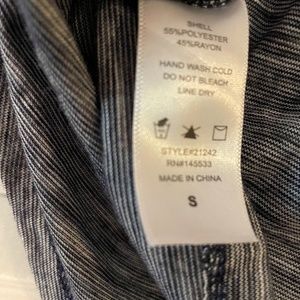 SHELL
55%POLYESTER
45%RAYON
HAND WASH COLD
DO NOT BLEACH
LINE DRY
STYLE#21242
RN#145533
MADE IN CHINA
S